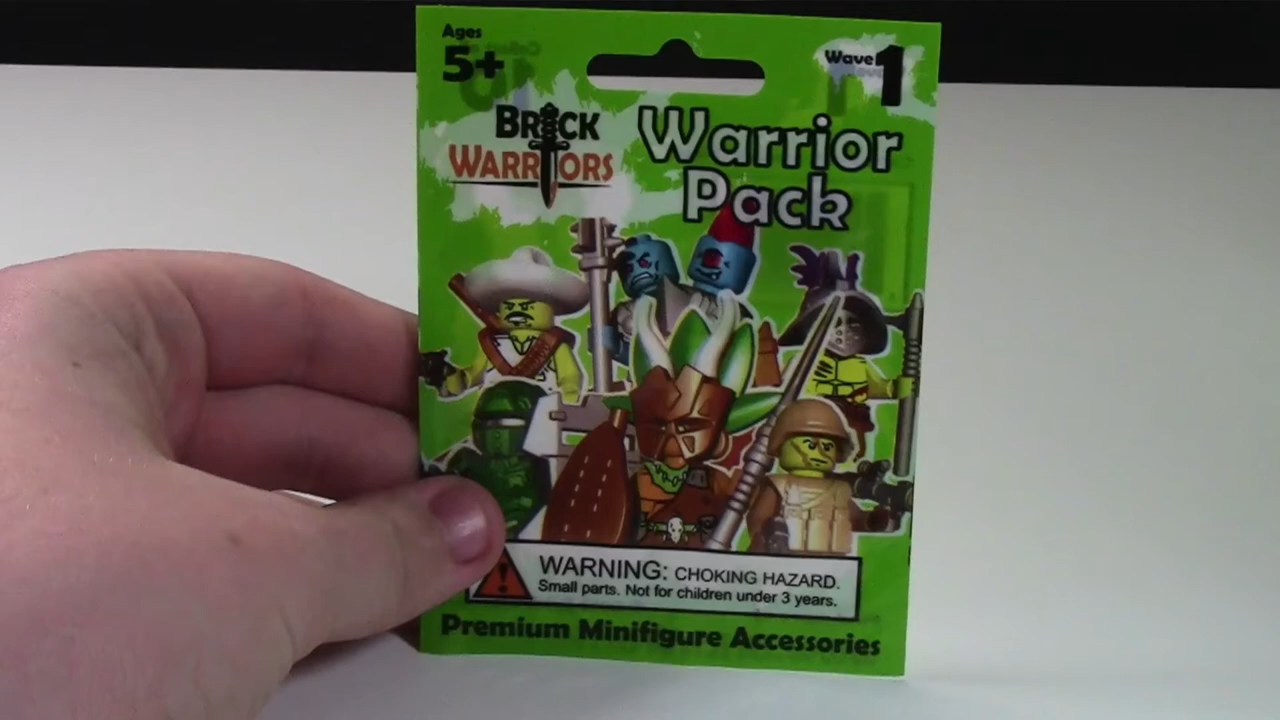 Ages
5+
Wave 1
BRICK
WARRIORS
Warrior
Pack
WARNING: CHOKING HAZARD.
Small parts. Not for children under 3 years.
Premium Minifigure Accessories